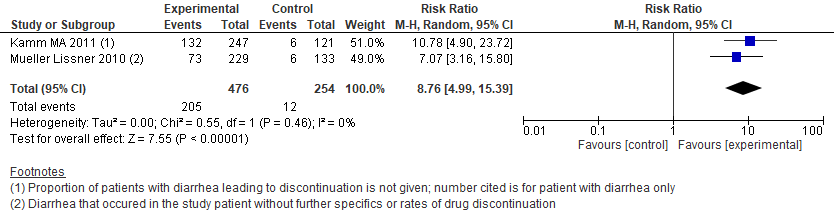 Experimental Control Risk Ratio Risk Ratio
Study or Subgroup Events Total Events Total Weight M-H, Random, 95% CI M-H, Random, 95% CI
Kamm MA 2011 (1) 132 247 6 121 51.0% 10.78 [4.90, 23.72]
Mueller Lissner 2010 (2) 73 229 6 133 49.0% 7.07 [3.16, 15.80]
Total (95% CI) 476 254 100.0% 8.76 [4.99, 15.39]
Total events 205 12
Heterogeneity: Tau² = 0.00; Chi² = 0.55, df = 1 (P = 0.46); I² = 0%
Test for overall effect: Z = 7.55 (P < 0.00001)
0.01 0.1 1 10 100
Favours [control] Favours [experimental]
Footnotes
(1) Proportion of patients with diarrhea leading to discontinuation is not given; number cited is for patient with diarrhea only
(2) Diarrhea that occured in the study patient without further specifics or rates of drug discontinuation